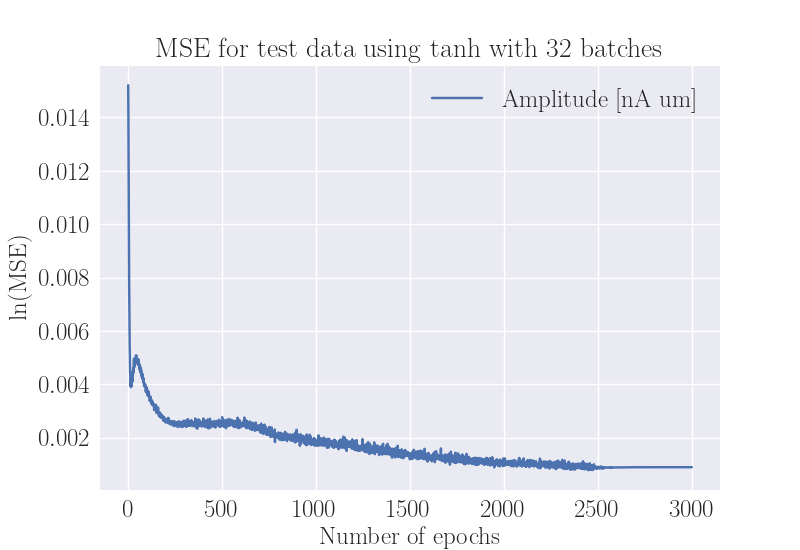 MSE for test data using tanh with 32 batches
Amplitude [nA um]
0.014
0.012
0.010
0.008
0.006
0.004
0.002
ln(MSE)
0 500 1000 1500 2000 2500 3000
Number of epochs